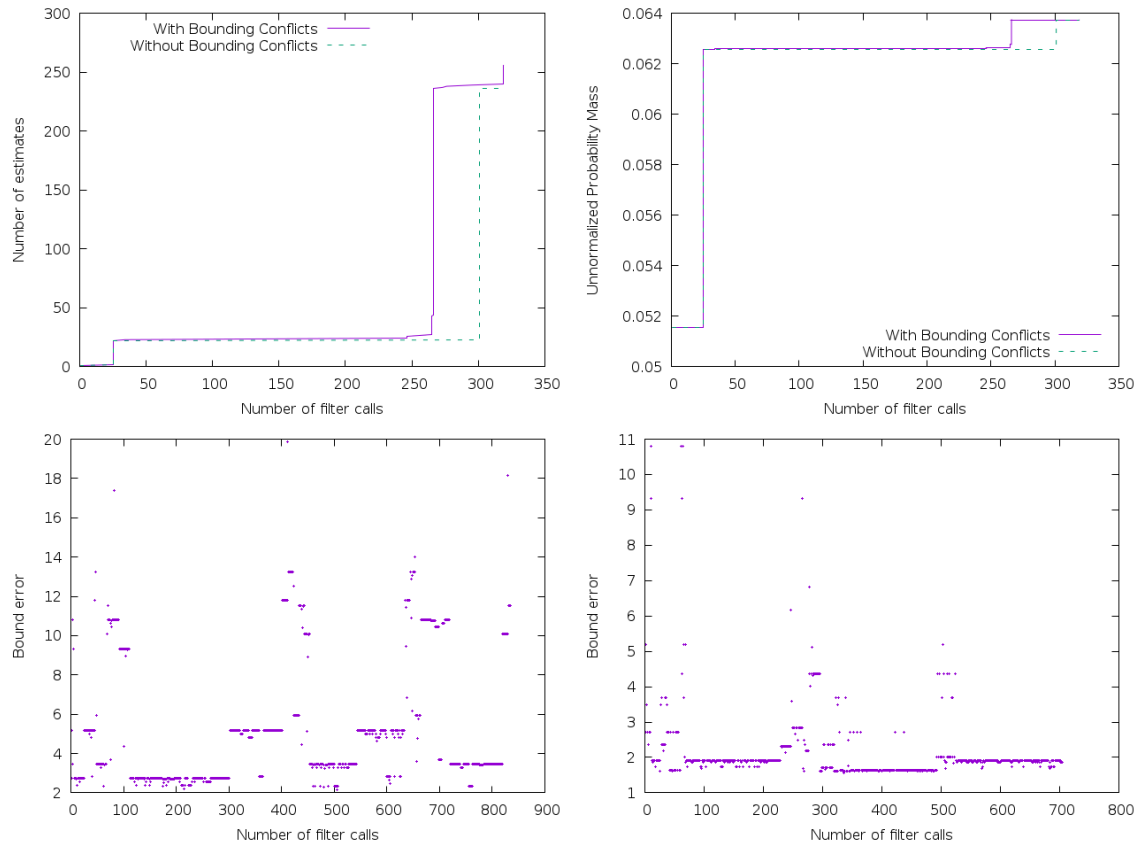 300
250
200
150
100
50
0
Number of estimates
With Bounding Conflicts
Without Bounding Conflicts
0 50 100 150 200 250 300 350
Number of filter calls
0.064
0.062
0.06
0.058
0.056
0.054
0.052
0.05
Unnormalized Probability Mass
With Bounding Conflicts
Without Bounding Conflicts
0 50 100 150 200 250 300 350
Number of filter calls
20
18
16
14
12
10
8
6
4
2
Bound error
0 100 200 300 400 500 600 700 800 900
Number of filter calls
11
10
9
8
7
6
5
4
3
2
1
Bound error
0 100 200 300 400 500 600 700 800
Number of filter calls